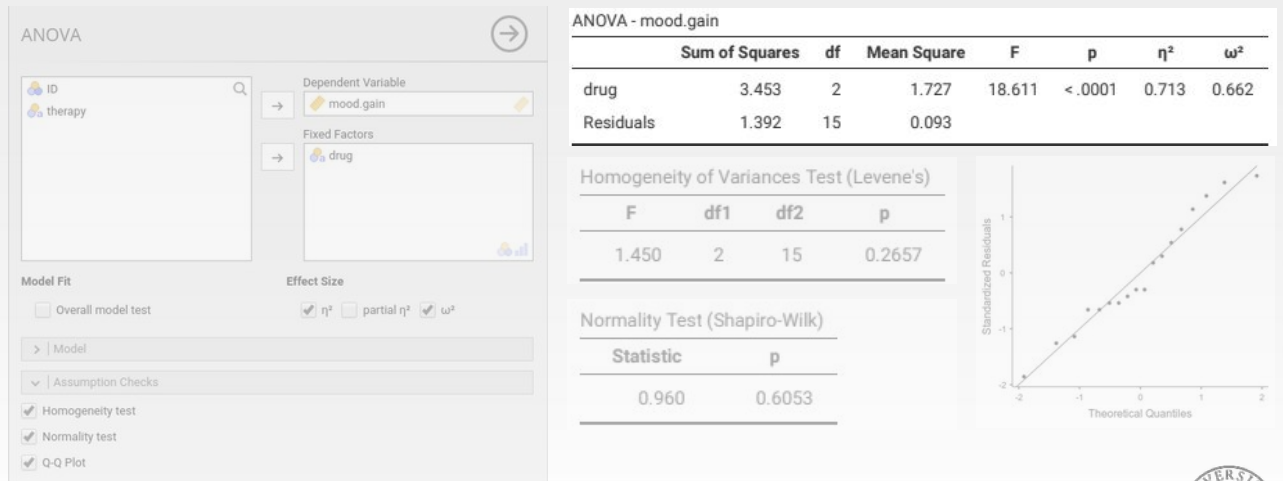 ANOVA
ID
therapy
Dependent Variable
mood.gain
Fixed Factors
drug
Model Fit
Effect Size
Overall model test
η² partial η² ω²
Model
Assumption Checks
Homogeneity test
Normality test
Q-Q Plot
ANOVA - mood.gain
Sum of Squares df Mean Square F p η² ω²
drug 3.453 2 1.727 18.611 < .0001 0.713 0.662
Residuals 1.392 15 0.093
Homogeneity of Variances Test (Levene's)
F df1 df2 p
1.450 2 15 0.2657
Normality Test (Shapiro-Wilk)
Statistic p
0.960 0.6053
Standardized Residuals
1
0
-1
-2
-2 -1 0 1 2
Theoretical Quantiles